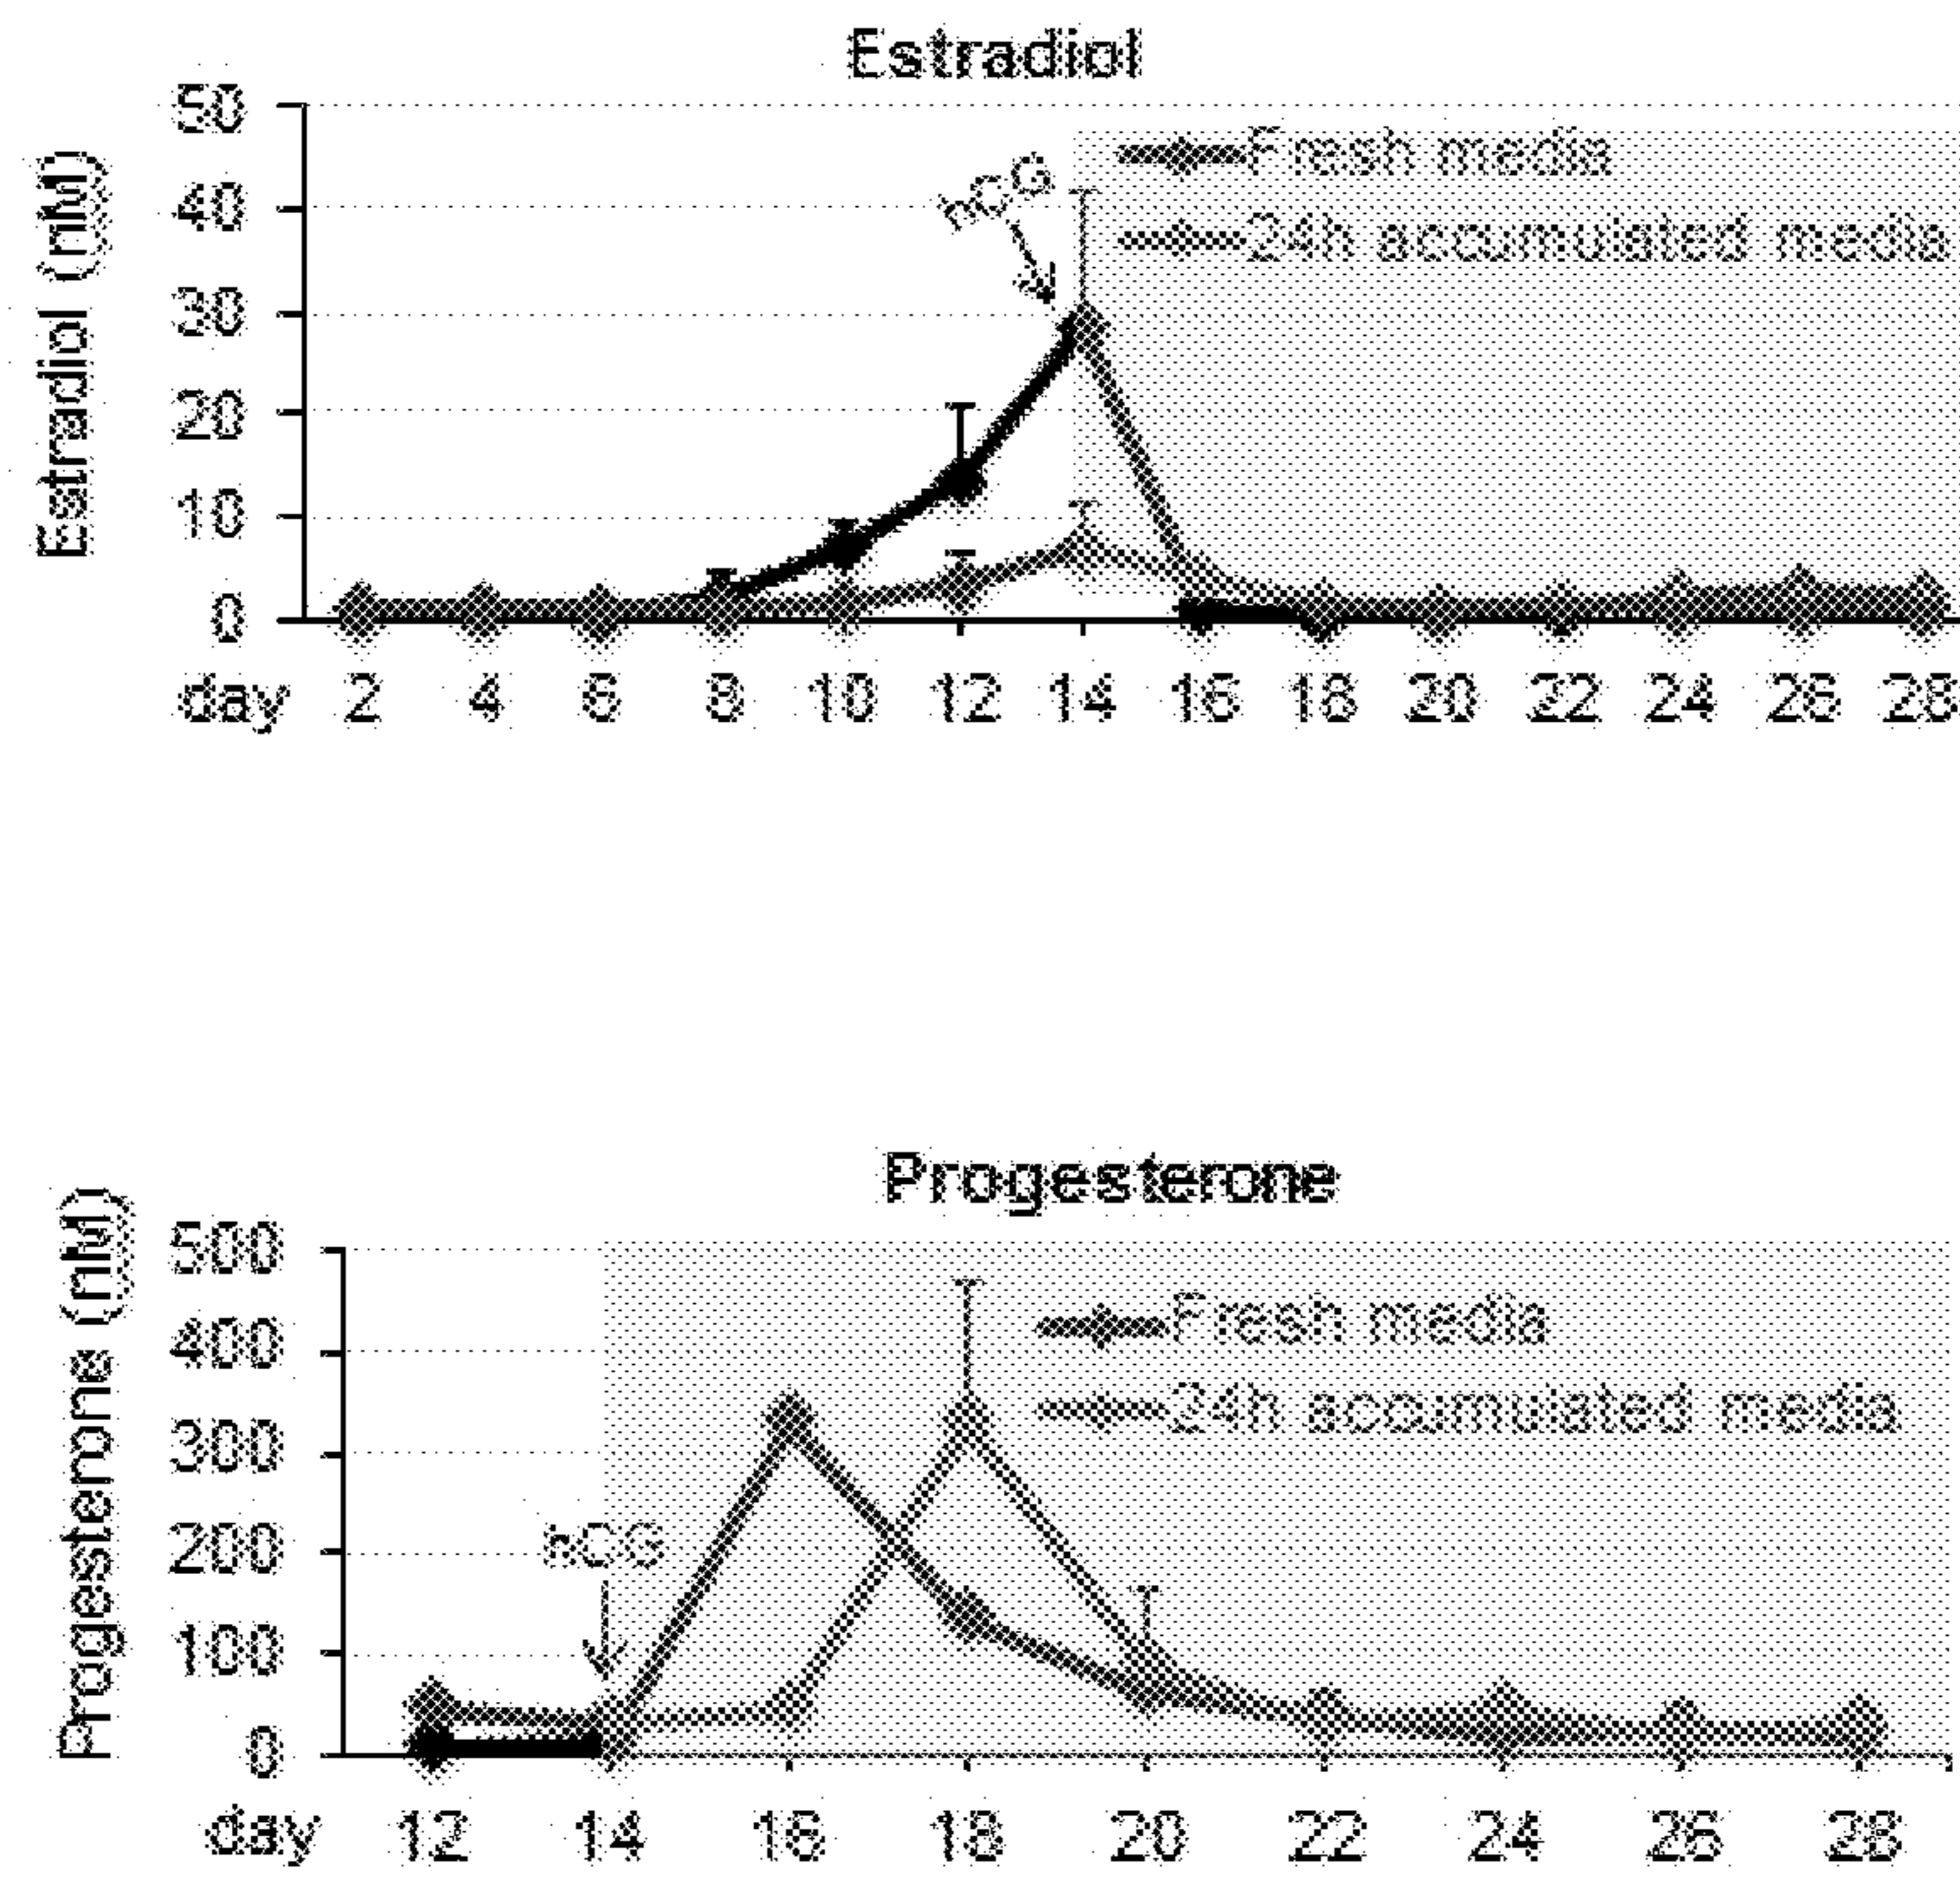 Estradiol
Estradiol (nM)
50
40
30
20
10
0
hCG
Fresh media
24h accumulated media
day 2 4 6 8 10 12 14 16 18 20 22 24 26 28
Progesterone
Progesterone (nM)
500
400
300
200
100
0
hCG
Fresh media
24h accumulated media
day 12 14 16 18 20 22 24 26 28